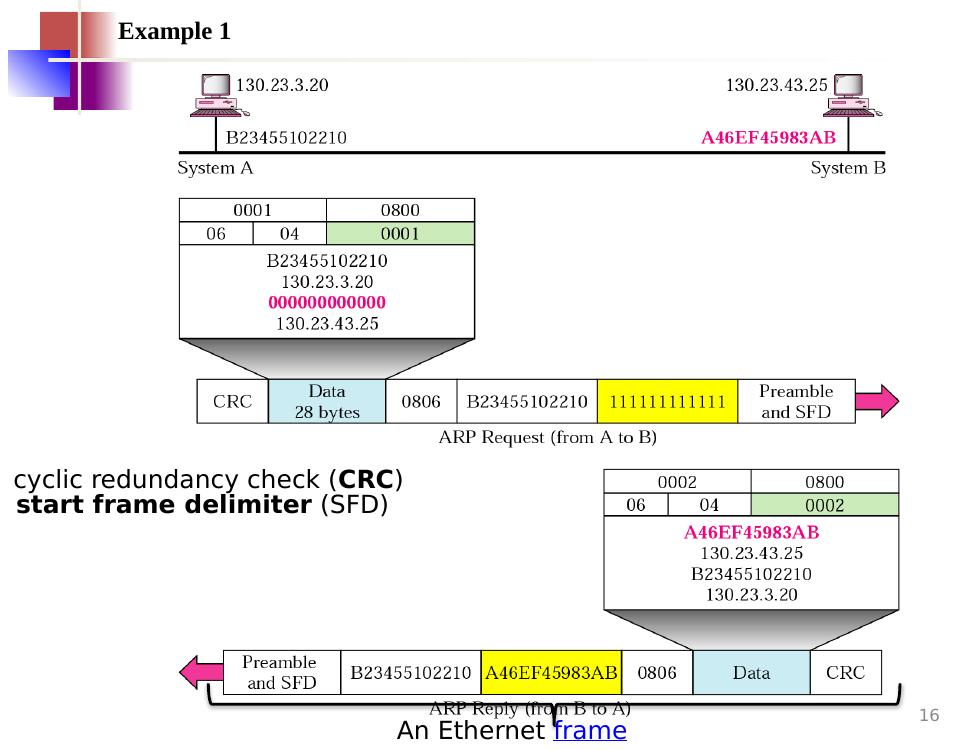 Example 1
130.23.3.20
130.23.43.25
B23455102210
A46EF45983AB
System A
System B
0001 0800
06 04 0001
B23455102210
130.23.3.20
000000000000
130.23.43.25
CRC
Data
28 bytes
0806
B23455102210
111111111111
Preamble
and SFD
ARP Request (from A to B)
cyclic redundancy check (CRC)
start frame delimiter (SFD)
0002 0800
06 04 0002
A46EF45983AB
130.23.43.25
B23455102210
130.23.3.20
Preamble
and SFD
B23455102210
A46EF45983AB
0806
Data
CRC
ARP Reply (from B to A)
An Ethernet frame
16